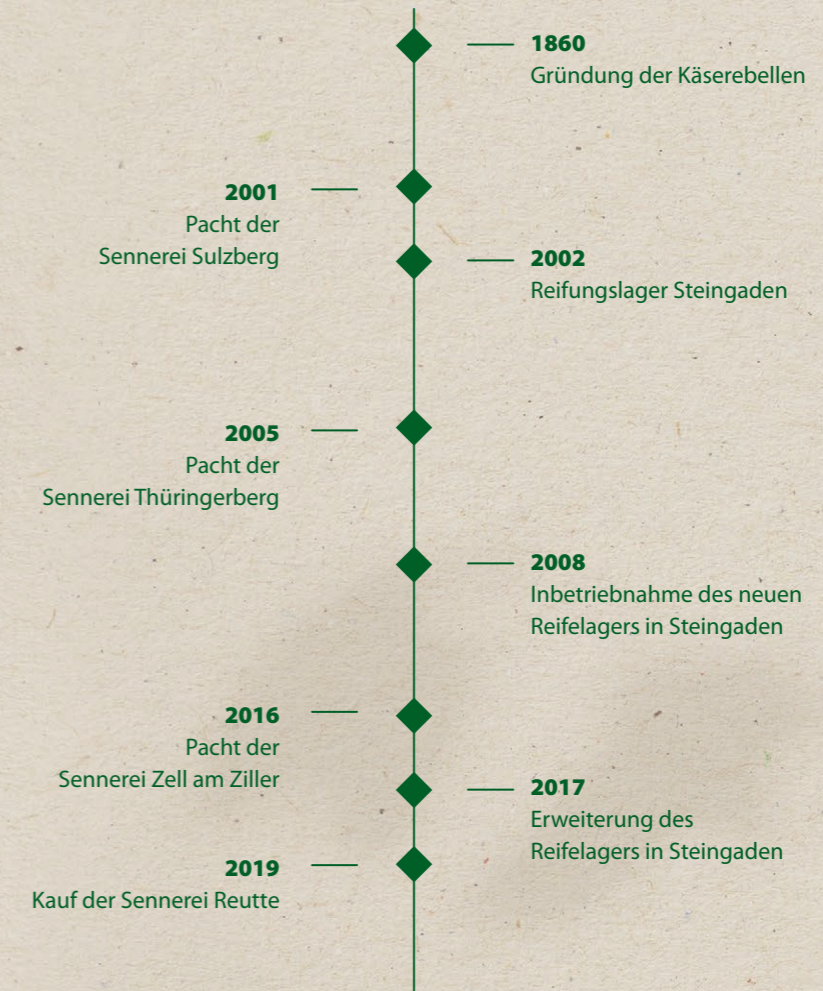 1860
Gründung der Käserebellen
2001
Pacht der
Sennerei Sulzberg
2002
Reifungslager Steingaden
2005
Pacht der
Sennerei Thüringerberg
2008
Inbetriebnahme des neuen
Reifelagers in Steingaden
2016
Pacht der
Sennerei Zell am Ziller
2017
Erweiterung des
Reifelagers in Steingaden
2019
Kauf der Sennerei Reutte